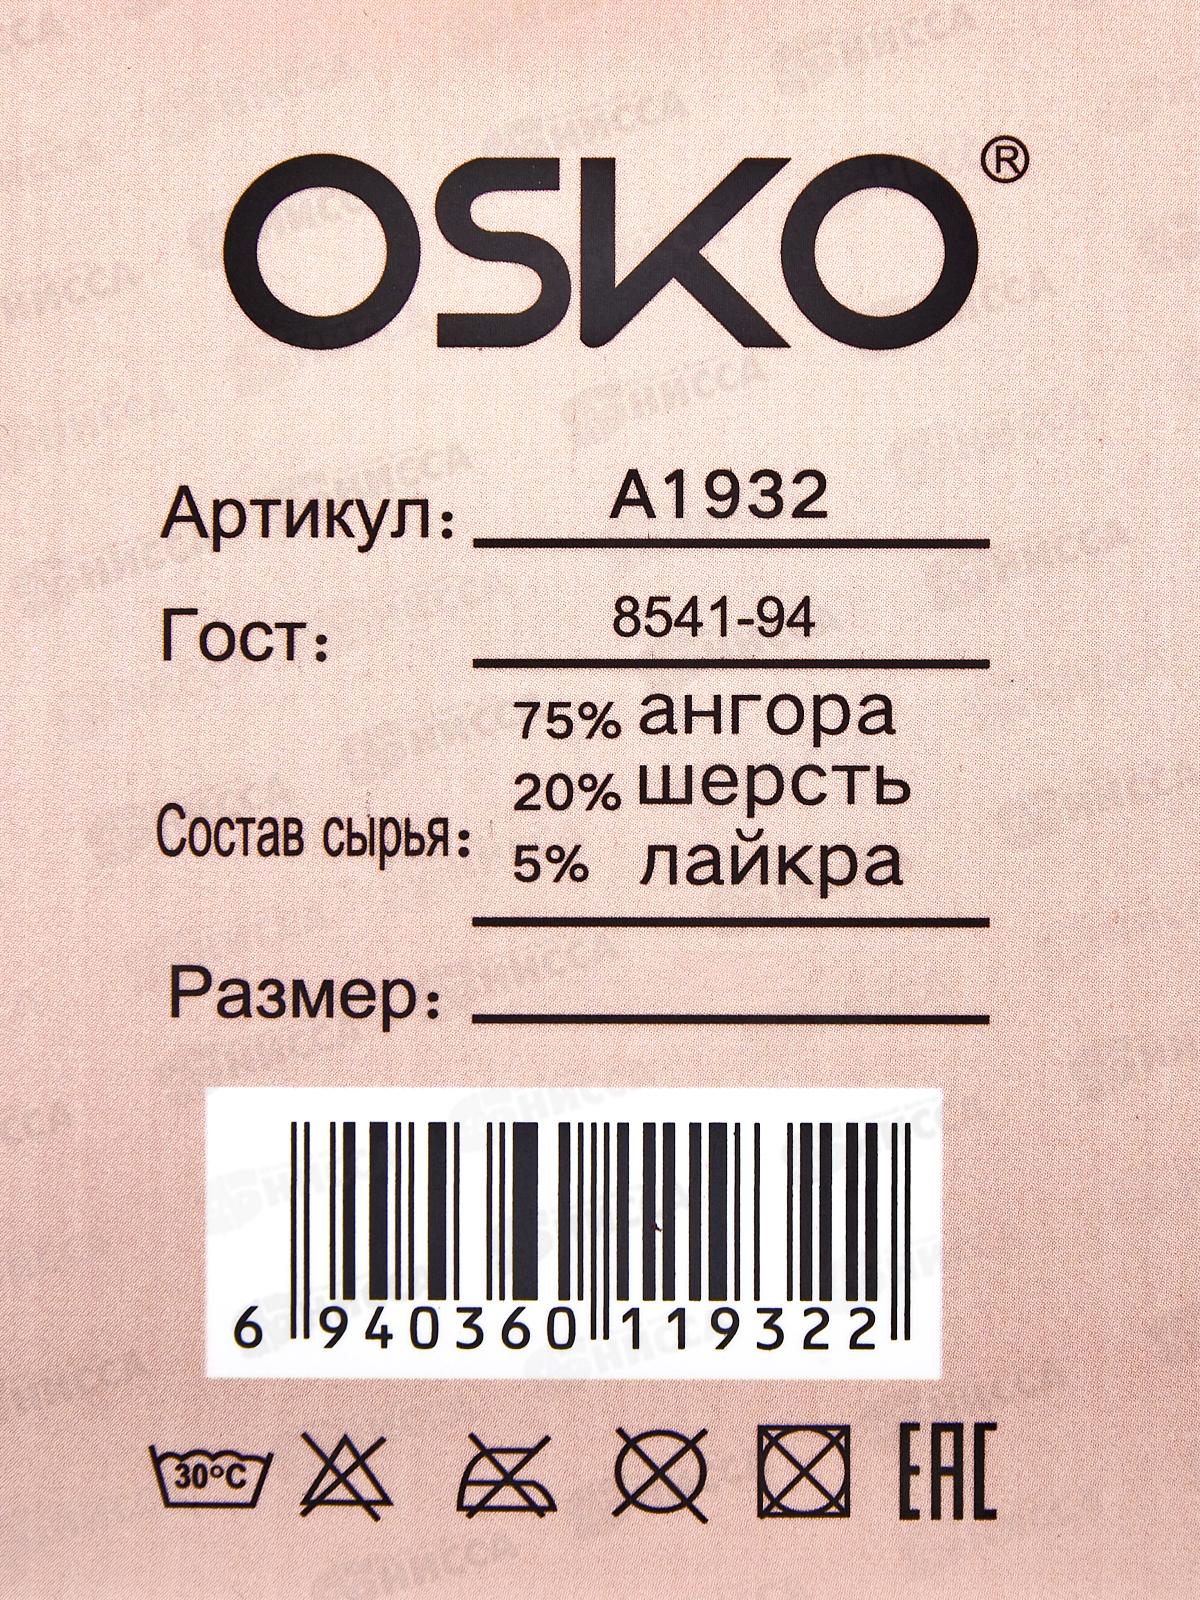 OSKO®
Артикул: А1932
Гост: 8541-94
75% ангора
20% шерсть
Состав сырья:
5% лайкра
Размер:
6 940360 119322
30°C
EAC